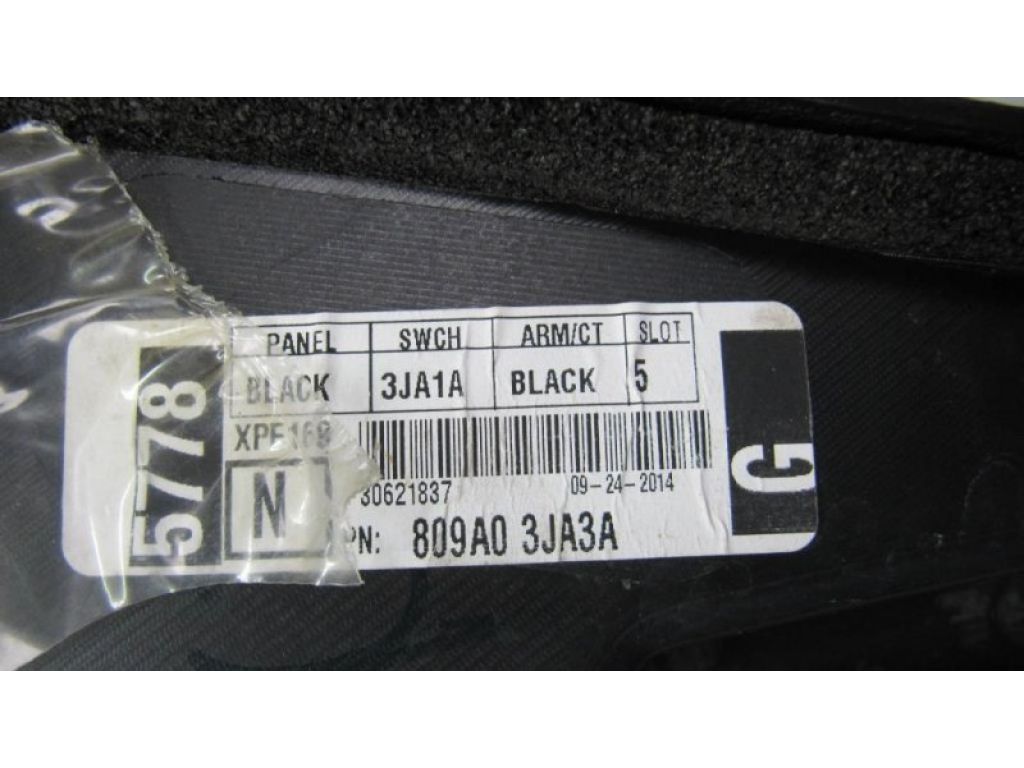 5778
PANEL SWCH ARM/CT SLOT
BLACK 3JA1A BLACK 5
G
N
30621837 09-24-2014
PN: 809A0 3JA3A